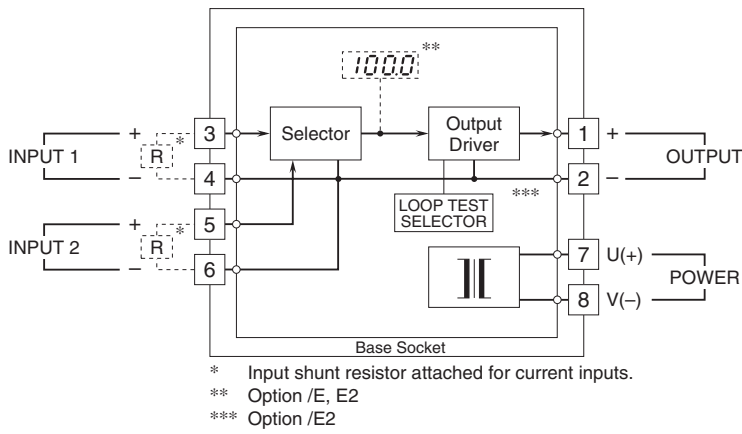 100.0 **
+ 3 Selector Output Driver 1 +
INPUT 1 R * OUTPUT
− 4 2 −
***
LOOP TEST SELECTOR
+ 5
INPUT 2 R *
− 6
7 U(+)
POWER
8 V(−)
Base Socket
* Input shunt resistor attached for current inputs.
** Option /E, E2
*** Option /E2